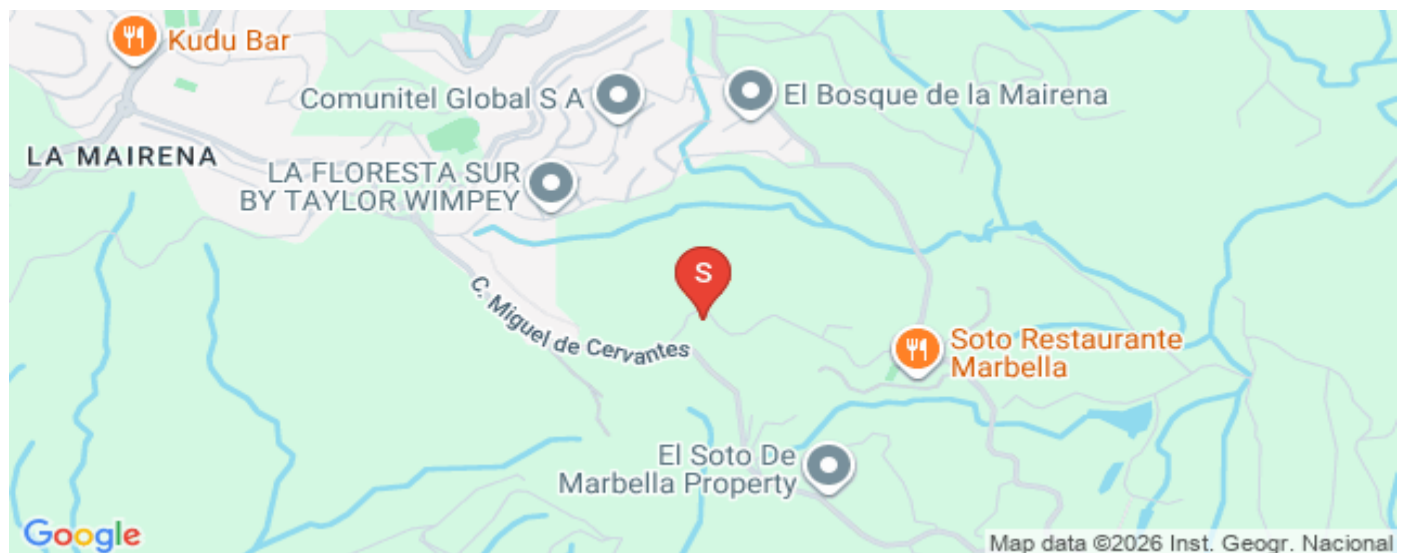 Kudu Bar
Comunitel Global S A
El Bosque de la Mairena
LA MAIRENA
LA FLORESTA SUR
BY TAYLOR WIMPEY
S
C. Miguel de Cervantes
Soto Restaurante
Marbella
El Soto De
Marbella Property
Google
Map data ©2026 Inst. Geogr. Nacional